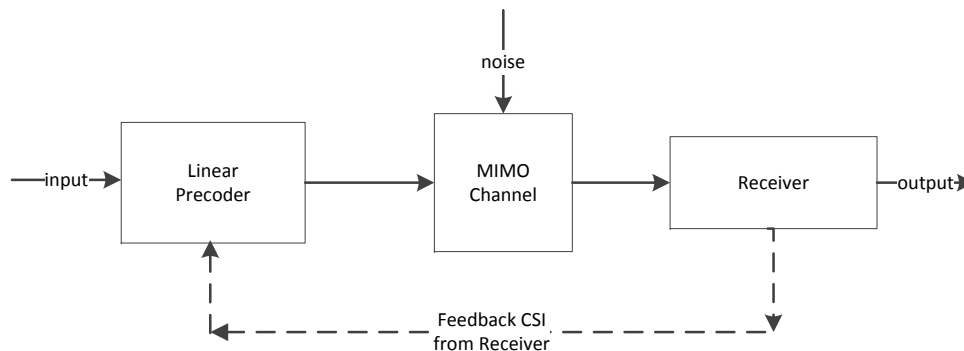 noise
input
Linear
Precoder
MIMO
Channel
Receiver
output
Feedback CSI
from Receiver